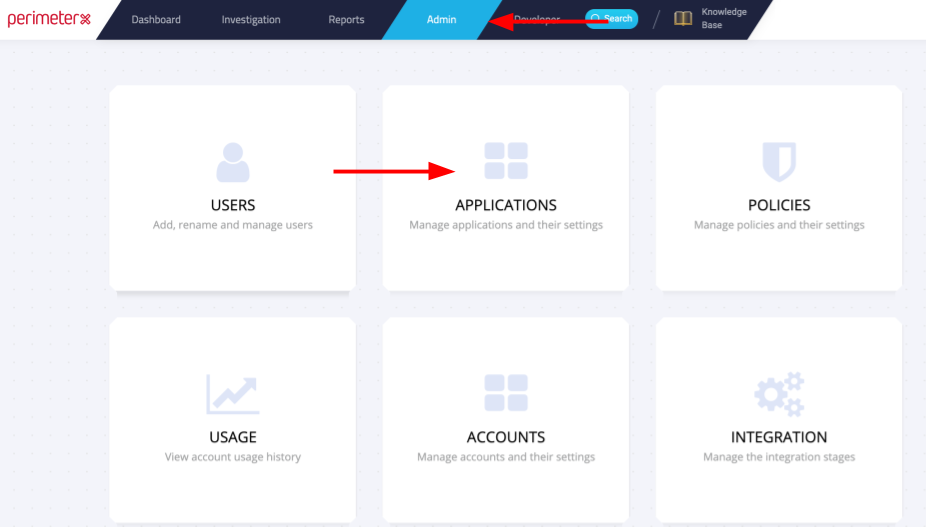 perimeterx
Dashboard
Investigation
Reports
Admin
Developer
Search
Knowledge
Base
USERS
Add, rename and manage users
APPLICATIONS
Manage applications and their settings
POLICIES
Manage policies and their settings
USAGE
View account usage history
ACCOUNTS
Manage accounts and their settings
INTEGRATION
Manage the integration stages